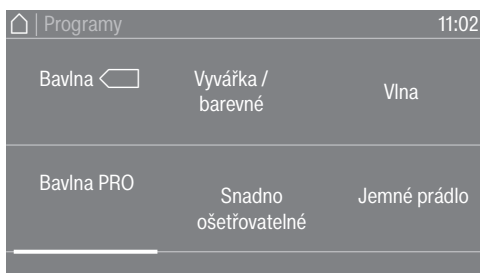 Programy 11:02
Bavlna
Vyvářka /
barevné
Vlna
Bavlna PRO
Snadno
ošetřovatelné
Jemné prádlo